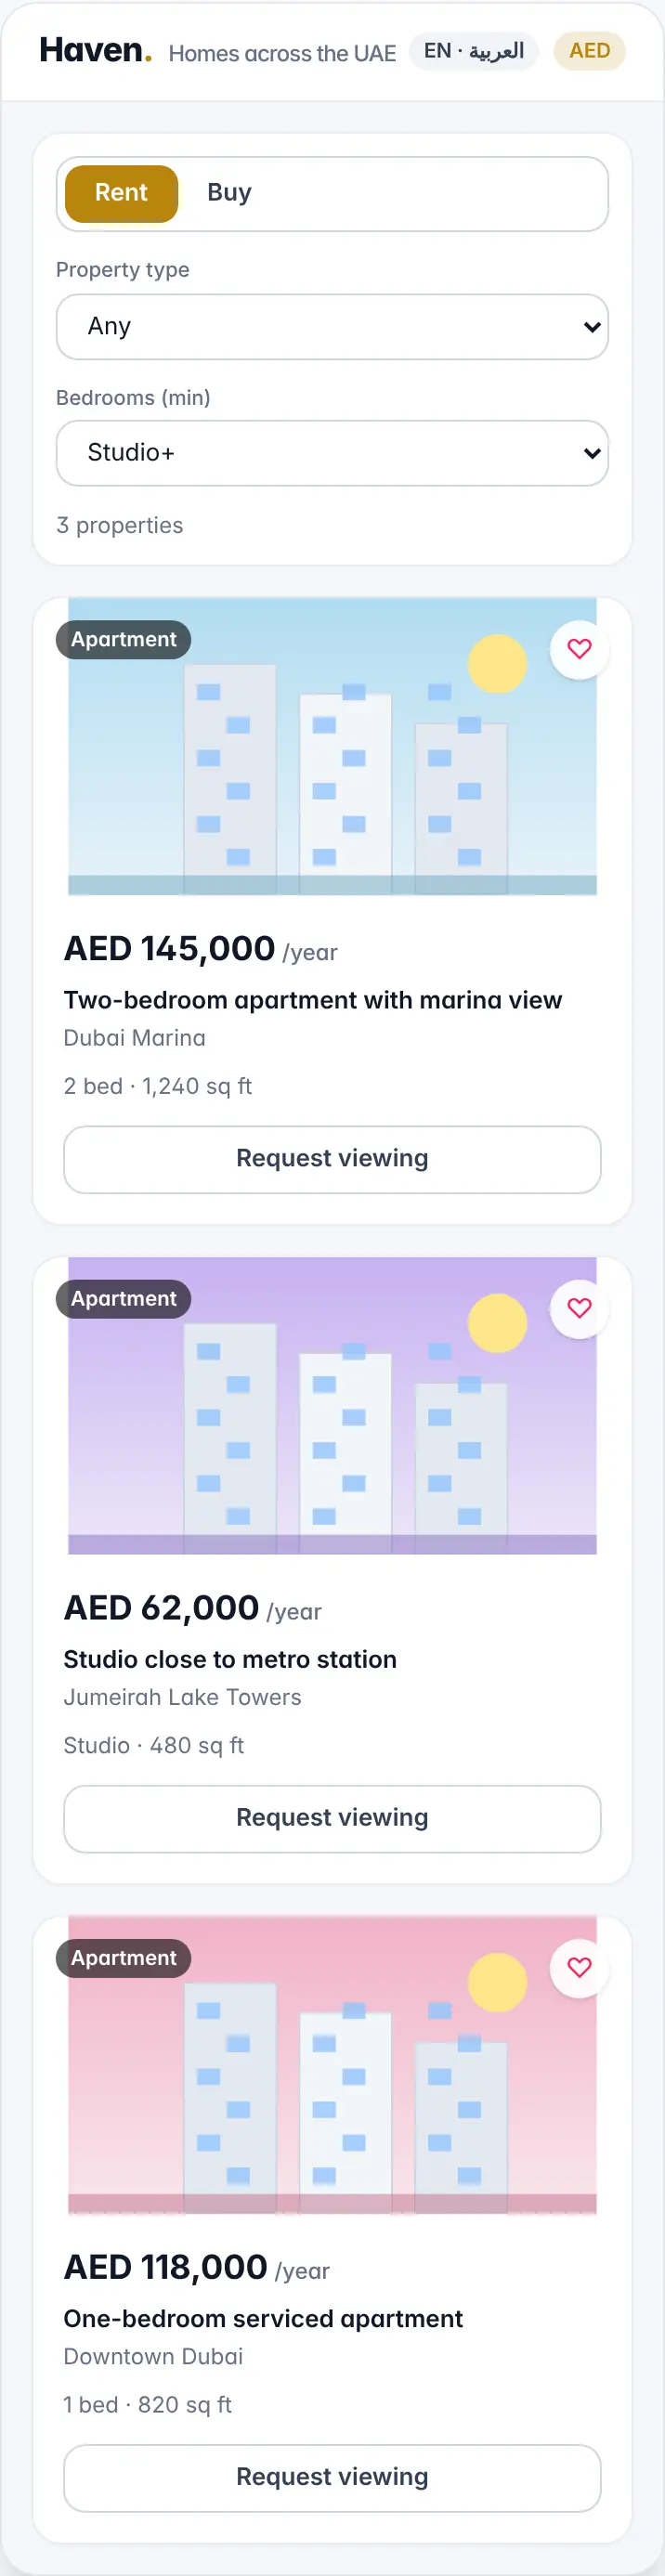 Haven. Homes across the UAE EN · العربية AED
Rent Buy
Property type
Any
Bedrooms (min)
Studio+
3 properties
Apartment
AED 145,000 /year
Two-bedroom apartment with marina view
Dubai Marina
2 bed · 1,240 sq ft
Request viewing
Apartment
AED 62,000 /year
Studio close to metro station
Jumeirah Lake Towers
Studio · 480 sq ft
Request viewing
Apartment
AED 118,000 /year
One-bedroom serviced apartment
Downtown Dubai
1 bed · 820 sq ft
Request viewing